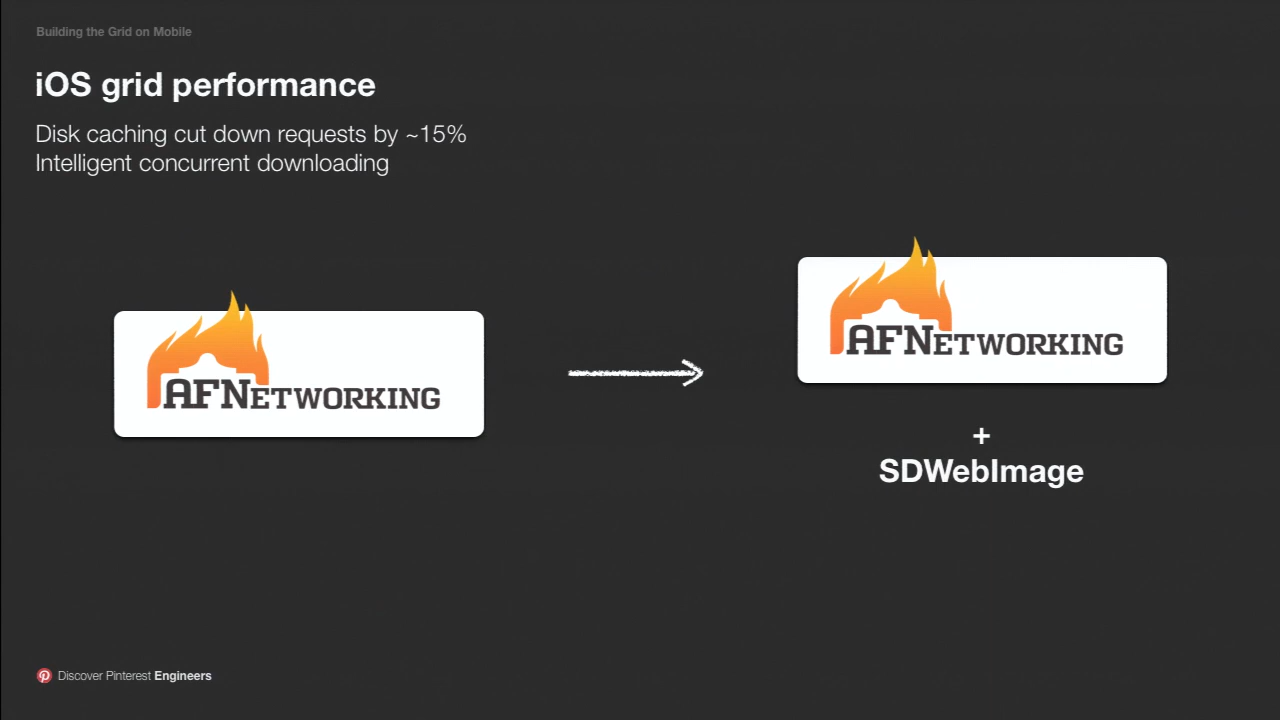 Building the Grid on Mobile
iOS grid performance
Disk caching cut down requests by ~15%
Intelligent concurrent downloading
AFNETWORKING
AFNETWORKING
+
SDWebImage
Discover Pinterest Engineers